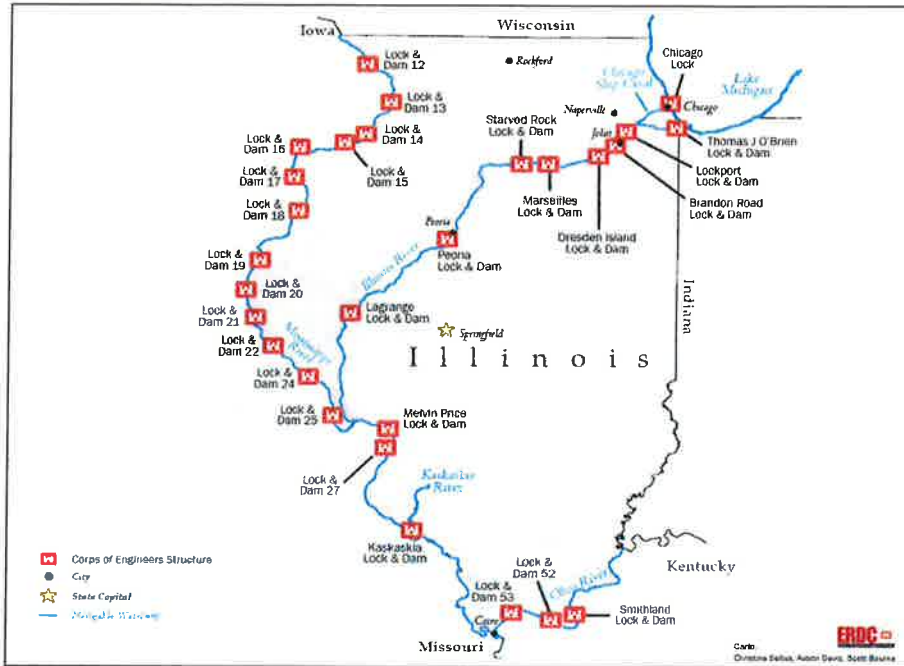 Wisconsin
Iowa
Lock &
Dam 12
Rockford
Chicago
Lock
Chicago
Ship Canal
Lake
Michigan
Lock &
Dam 13
Naperville
Chicago
Starved Rock
Lock & Dam
Joliet
Lock &
Dam 14
Thomas J O'Brien
Lock & Dam
Lock &
Dam 16
Lock &
Dam 15
Lockport
Lock & Dam
Lock &
Dam 17
Marseilles
Lock & Dam
Brandon Road
Lock & Dam
Lock &
Dam 18
Peoria
Dresden Island
Lock & Dam
Peoria
Lock & Dam
Lock &
Dam 19
Illinois River
Lock &
Dam 20
Indiana
Lagrange
Lock & Dam
Lock &
Dam 21
Springfield
Mississippi
River
Lock &
Dam 22
Illinois
Lock &
Dam 24
Lock &
Dam 25
Melvin Price
Lock & Dam
Lock &
Dam 27
Kaskaskia
River
Kaskaskia
Lock & Dam
Corps of Engineers Structure
City
State Capital
Navigable Waterway
Lock &
Dam 52
Kentucky
Lock &
Dam 53
Ohio River
Smithland
Lock & Dam
Cairo
Missouri
ERDC
Carto.